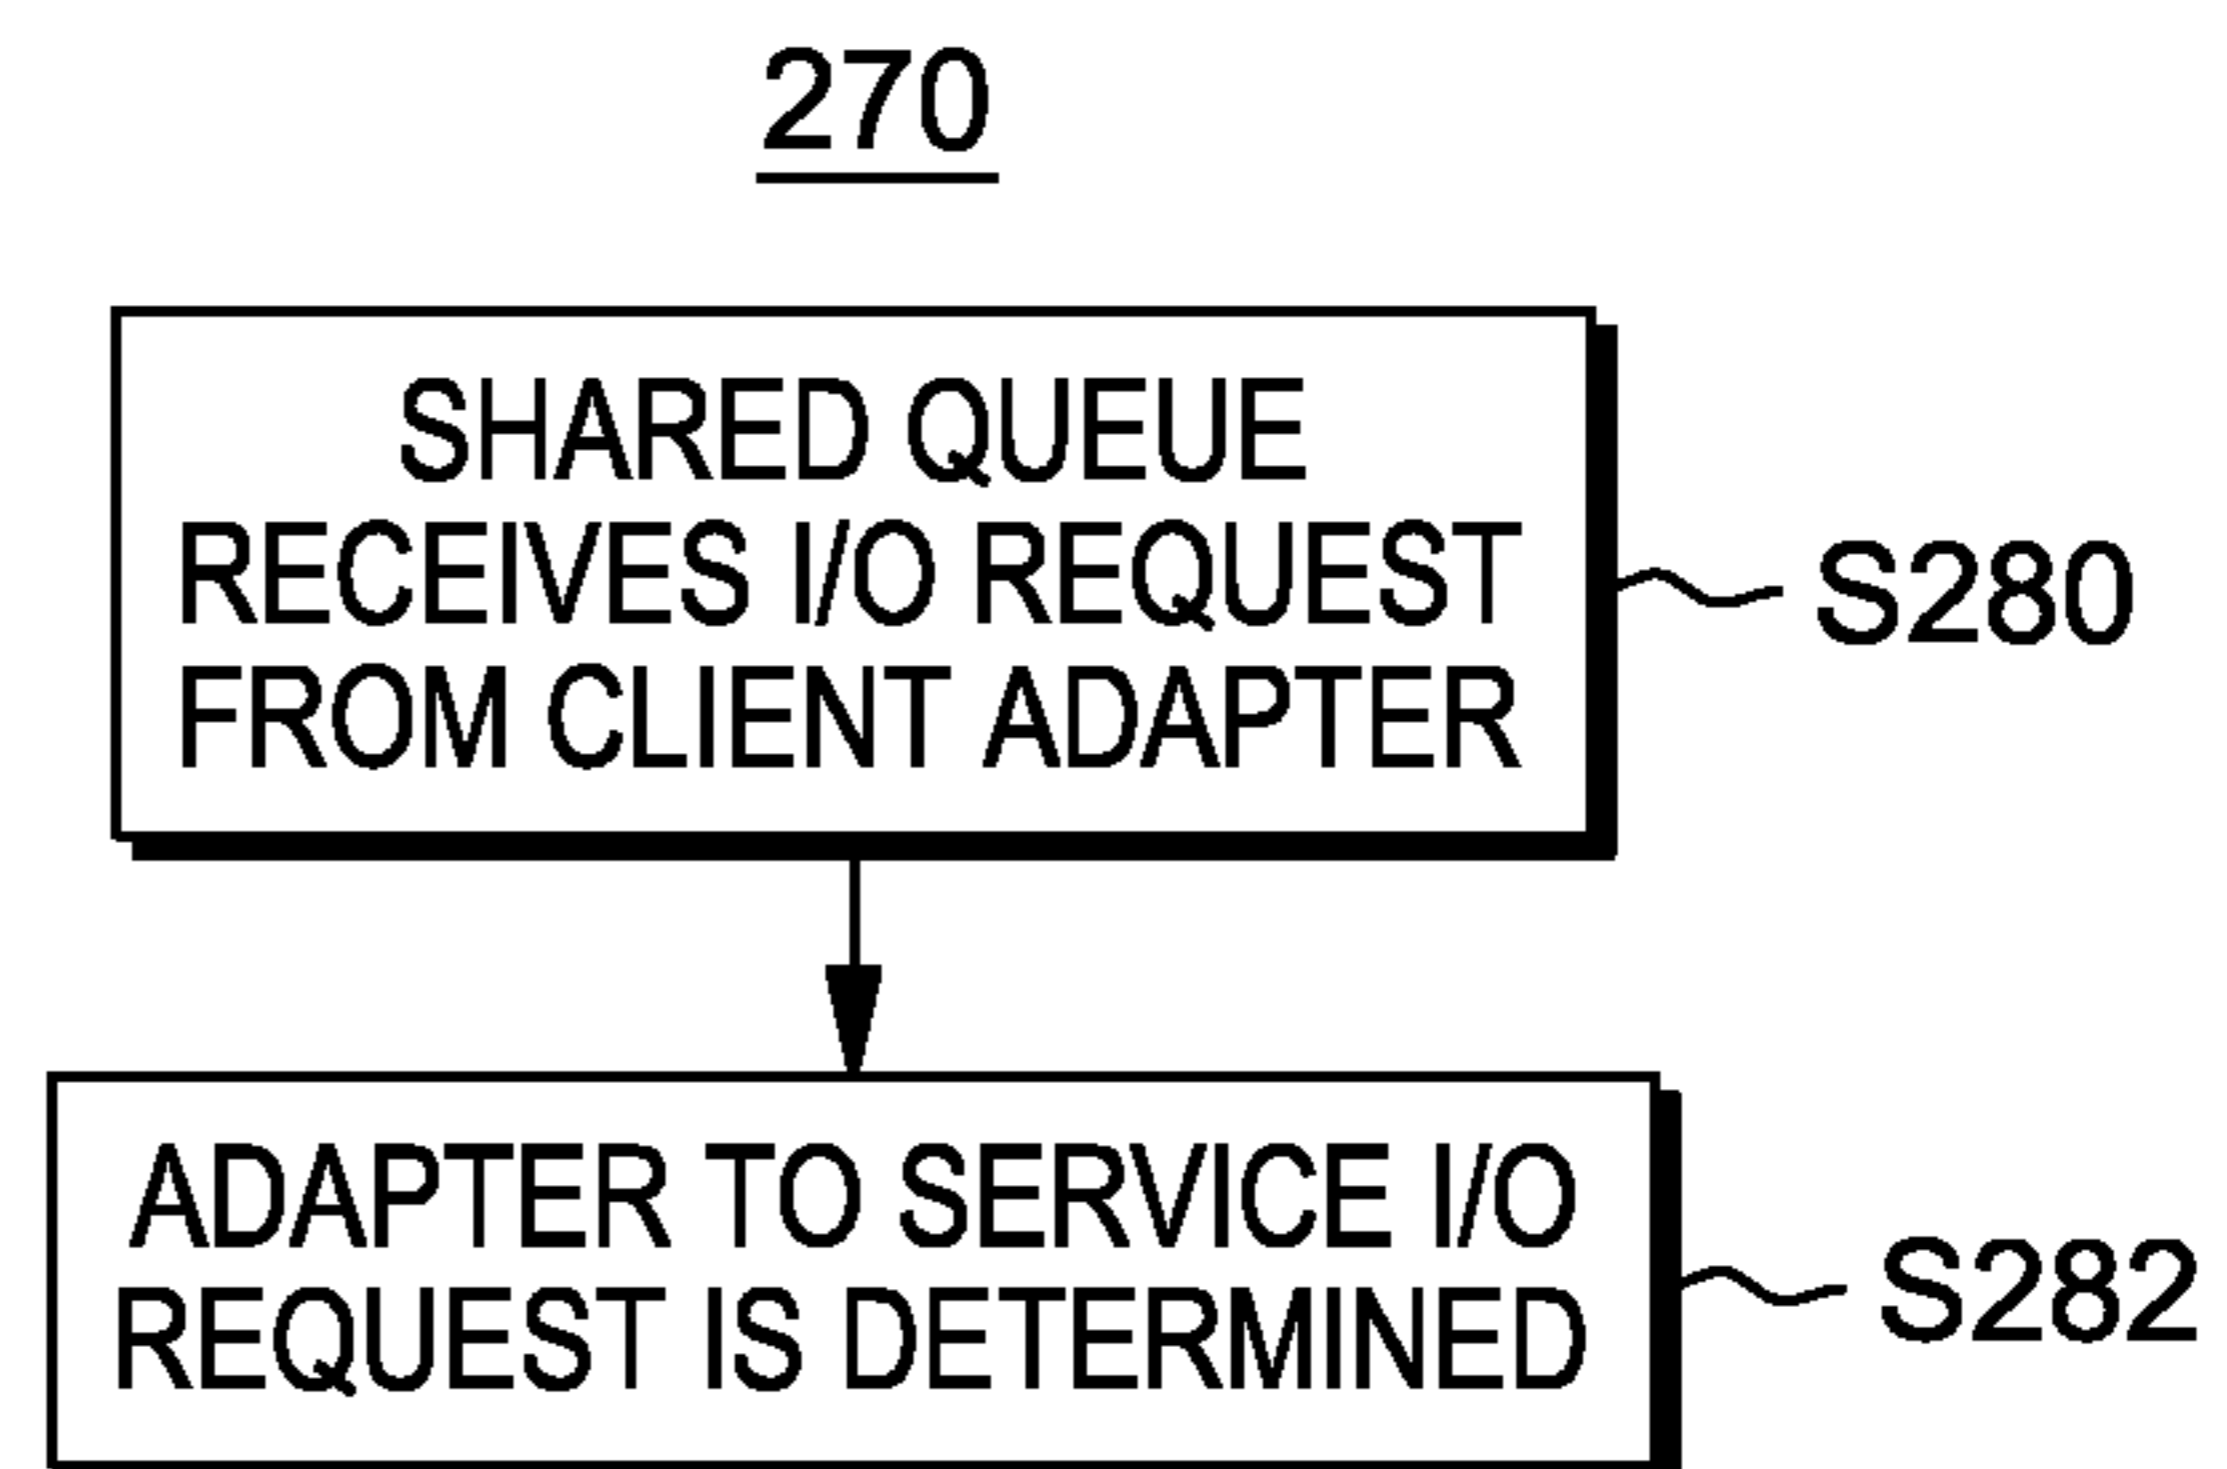 270
SHARED QUEUE
RECEIVES I/O REQUEST
FROM CLIENT ADAPTER
S280
ADAPTER TO SERVICE I/O
REQUEST IS DETERMINED
S282